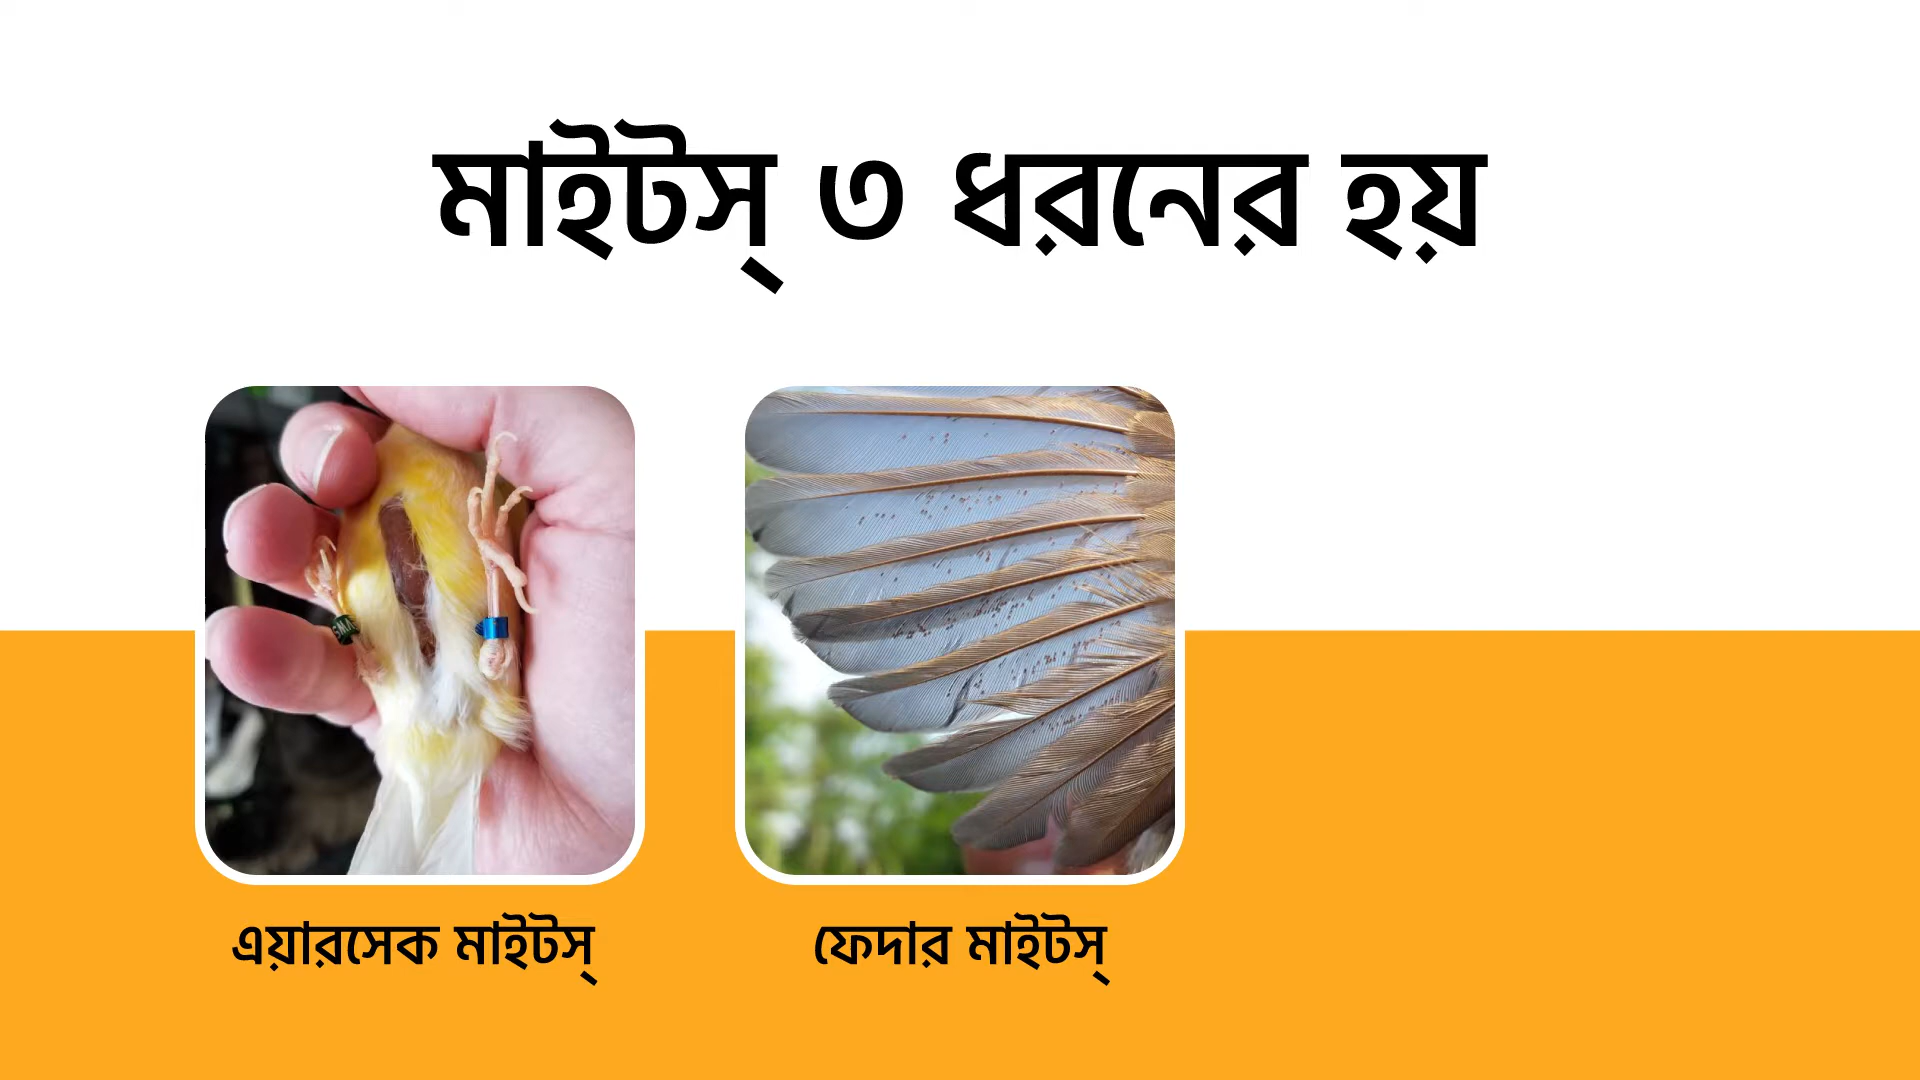 মাইটস্ ৩ ধরনের হয়
এয়ারসেক মাইটস্
ফেদার মাইটস্